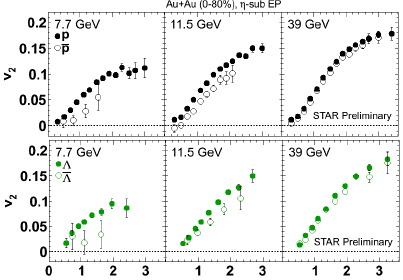 Au+Au (0-80%), η-sub EP
7.7 GeV
11.5 GeV
39 GeV
p
p̅
v2
0.2
0.15
0.1
0.05
0
STAR Preliminary
7.7 GeV
11.5 GeV
39 GeV
Λ
Λ̅
v2
0.2
0.15
0.1
0.05
0
STAR Preliminary
0 1 2 3 1 2 3 1 2 3